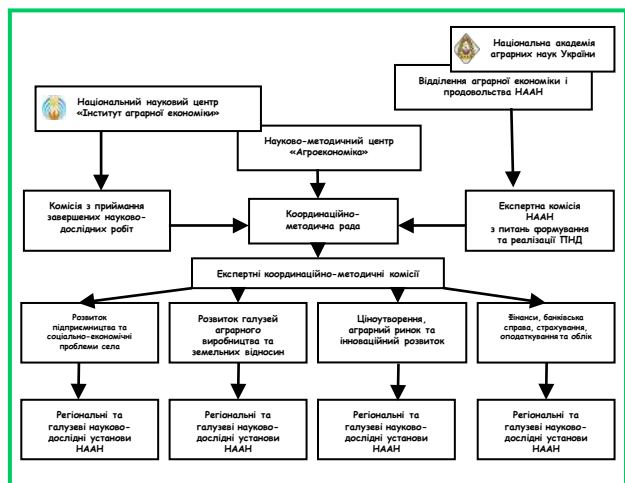 Національна академія
аграрних наук України
Відділення аграрної економіки і
продовольства НААН
Національний науковий центр
«Інститут аграрної економіки»
Науково-методичний центр
«Агроекономіка»
Комісія з приймання
завершених науково-
дослідних робіт
Координаційно-
методична рада
Експертна комісія
НААН
з питань формування
та реалізації ПНД
Експертні координаційно-методичні комісії
Розвиток
підприємництва та
соціально-економічні
проблеми села
Розвиток галузей
аграрного
виробництва та
земельних відносин
Ціноутворення,
аграрний ринок та
інноваційний розвиток
Фінанси, банківська
справа, страхування,
оподаткування та облік
Регіональні та
галузеві науково-
дослідні установи
НААН
Регіональні та
галузеві науково-
дослідні установи
НААН
Регіональні та
галузеві науково-
дослідні установи
НААН
Регіональні та
галузеві науково-
дослідні установи
НААН